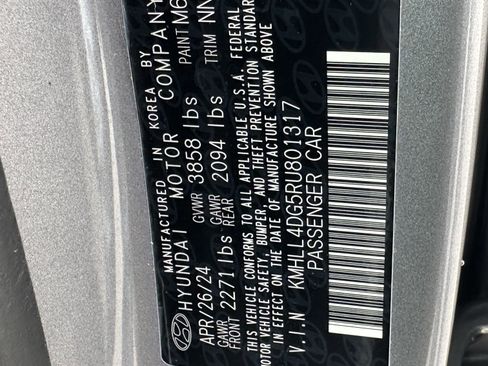 MANUFACTURED IN KOREA BY
HYUNDAI MOTOR COMPANY
APR/26/24 GVWR 3858 lbs PAINT M6
GAWR FRONT 2271 lbs GAWR REAR 2094 lbs TRIM NN
THIS VEHICLE CONFORMS TO ALL APPLICABLE U.S.A. FEDERAL
MOTOR VEHICLE SAFETY, BUMPER, AND THEFT PREVENTION STANDARDS
IN EFFECT ON THE DATE OF MANUFACTURE SHOWN ABOVE
V.I.N KMHLL4DG5RU801317
PASSENGER CAR